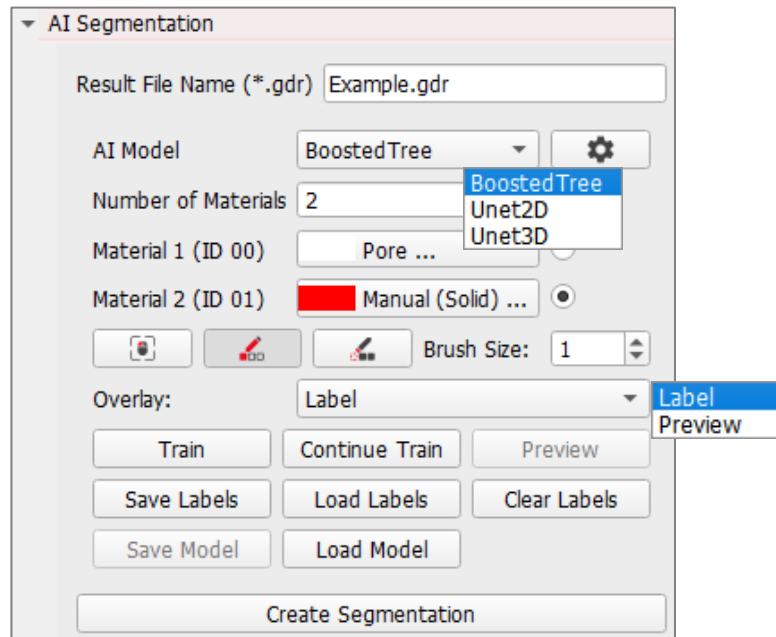 AI Segmentation
Result File Name (*.gdr) Example.gdr
AI Model BoostedTree
BoostedTree
Number of Materials 2
Unet2D
Unet3D
Material 1 (ID 00) Pore ...
Material 2 (ID 01) Manual (Solid) ...
Brush Size: 1
Overlay: Label
Label
Preview
Train Continue Train Preview
Save Labels Load Labels Clear Labels
Save Model Load Model
Create Segmentation